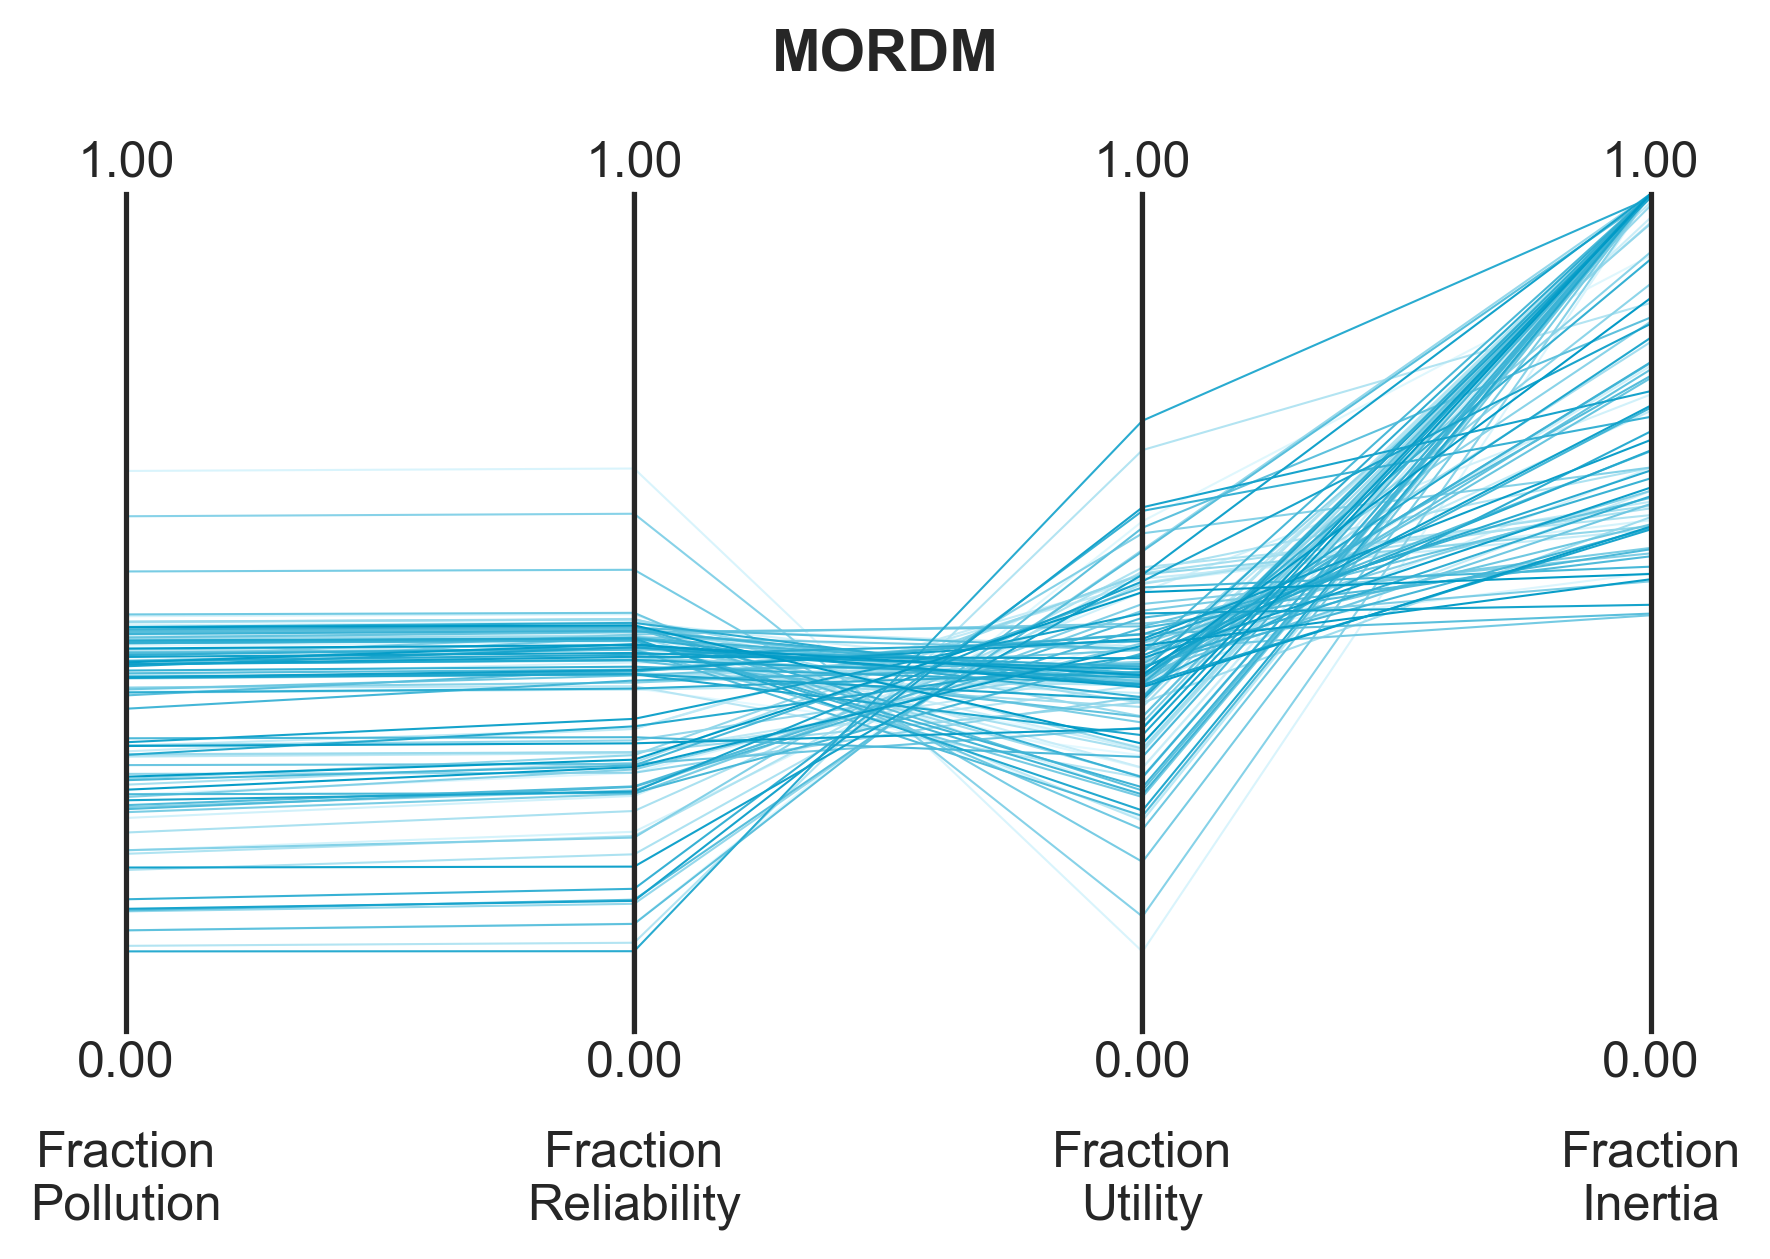 MORDM
1.00 1.00 1.00 1.00
0.00 0.00 0.00 0.00
Fraction Fraction Fraction Fraction
Pollution Reliability Utility Inertia